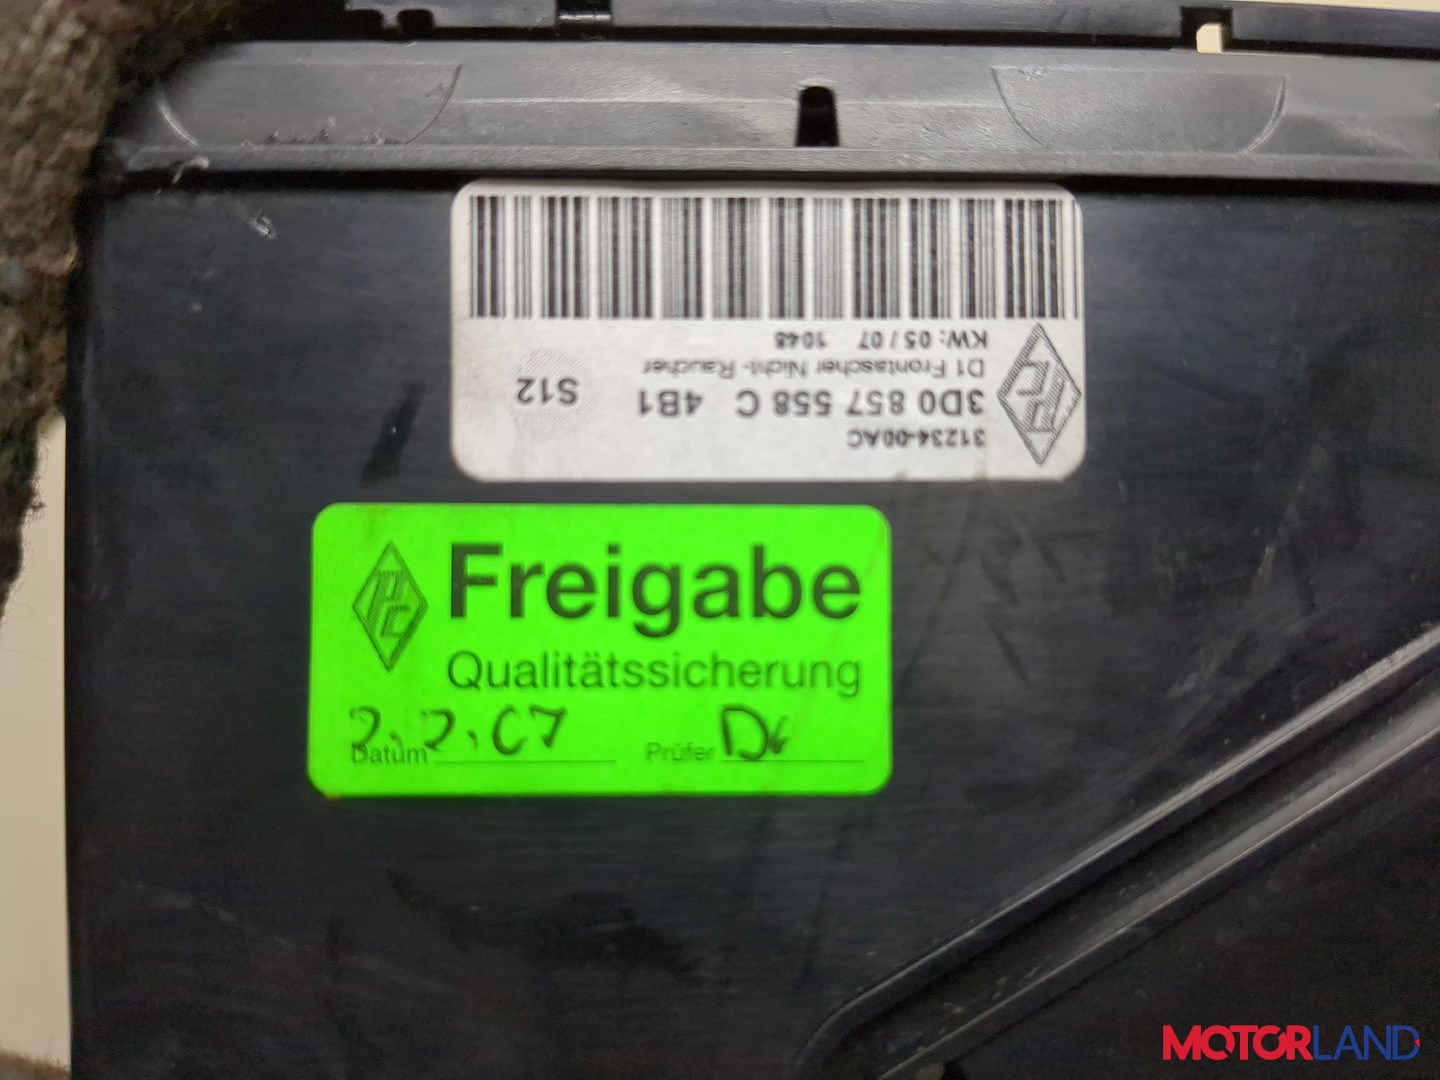 31234-00AC
3D0 857 558 C 4B1
S12
D1 Frontascher Nicht-Raucher
KW: 05 / 07 1048
PC
Freigabe
Qualitätssicherung
Datum 2.2.07 Prüfer
MOTORLAND